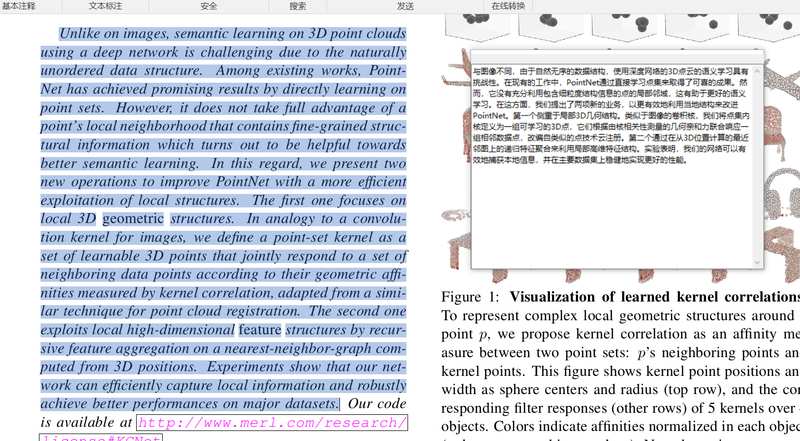 基本注释
文本标注
安全
搜索
发送
在线转换
Unlike on images, semantic learning on 3D point clouds
using a deep network is challenging due to the naturally
unordered data structure. Among existing works, Point-
Net has achieved promising results by directly learning on
point sets. However, it does not take full advantage of a
point's local neighborhood that contains fine-grained struc-
tural information which turns out to be helpful towards
better semantic learning. In this regard, we present two
new operations to improve PointNet with a more efficient
exploitation of local structures. The first one focuses on
local 3D geometric structures. In analogy to a convolu-
tion kernel for images, we define a point-set kernel as a
set of learnable 3D points that jointly respond to a set of
neighboring data points according to their geometric affi-
nities measured by kernel correlation, adapted from a simi-
lar technique for point cloud registration. The second one
exploits local high-dimensional feature structures by recur-
sive feature aggregation on a nearest-neighbor-graph com-
puted from 3D positions. Experiments show that our net-
work can efficiently capture local information and robustly
achieve better performances on major datasets. Our code
is available at http://www.merl.com/research/
license#KCNet
与图像不同，由于自然无序的数据结构，使用深度网络的3D点云的语义学习具有
挑战性。在现有的工作中，PointNet通过直接学习点集来取得了可喜的成果。然
而，它没有充分利用包含细粒度结构信息的点的局部邻域，这有助于更好的语义
学习。在这方面，我们提出了两项新的业务，以更有效地利用当地结构来改进
PointNet。第一个侧重于局部3D几何结构。类似于图像的卷积核，我们将点集内
核定义为一组可学习的3D点，它们根据由核相关性测量的几何亲和力联合响应一
组相邻数据点，改编自类似的点技术云注册。第二个通过在从3D位置计算的最近
邻图上的递归特征聚合来利用局部高维特征结构。实验表明，我们的网络可以有
效地捕获本地信息，并在主要数据集上稳健地实现更好的性能。
Figure 1: Visualization of learned kernel correlations
To represent complex local geometric structures around
point p, we propose kernel correlation as an affinity me
asure between two point sets: p's neighboring points an
kernel points. This figure shows kernel point positions an
width as sphere centers and radius (top row), and the cor
responding filter responses (other rows) of 5 kernels over
objects. Colors indicate affinities normalized in each objec